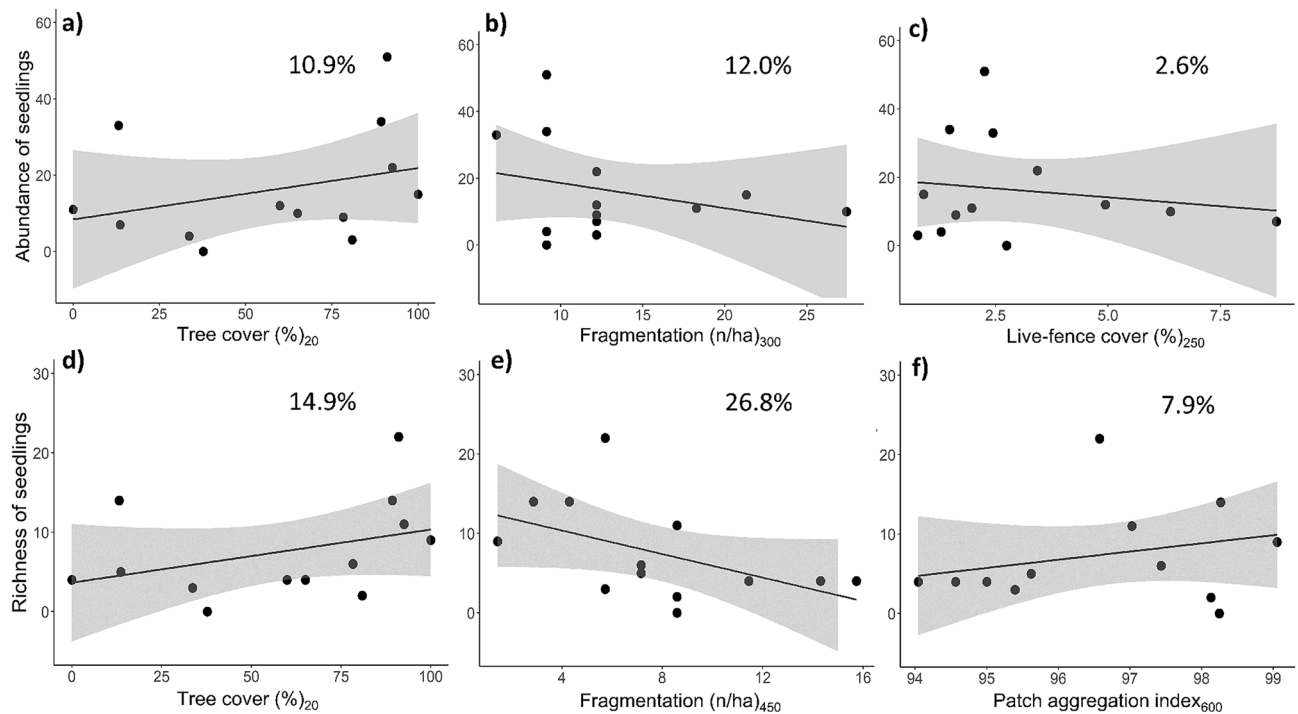 a)
10.9%
60
40
20
0
Abundance of seedlings
0 25 50 75 100
Tree cover (%)20
b)
12.0%
60
40
20
0
10 15 20 25
Fragmentation (n/ha)300
c)
2.6%
60
40
20
0
2.5 5.0 7.5
Live-fence cover (%)250
d)
14.9%
30
20
10
0
Richness of seedlings
0 25 50 75 100
Tree cover (%)20
e)
26.8%
30
20
10
0
4 8 12 16
Fragmentation (n/ha)450
f)
7.9%
30
20
10
0
94 95 96 97 98 99
Patch aggregation index600